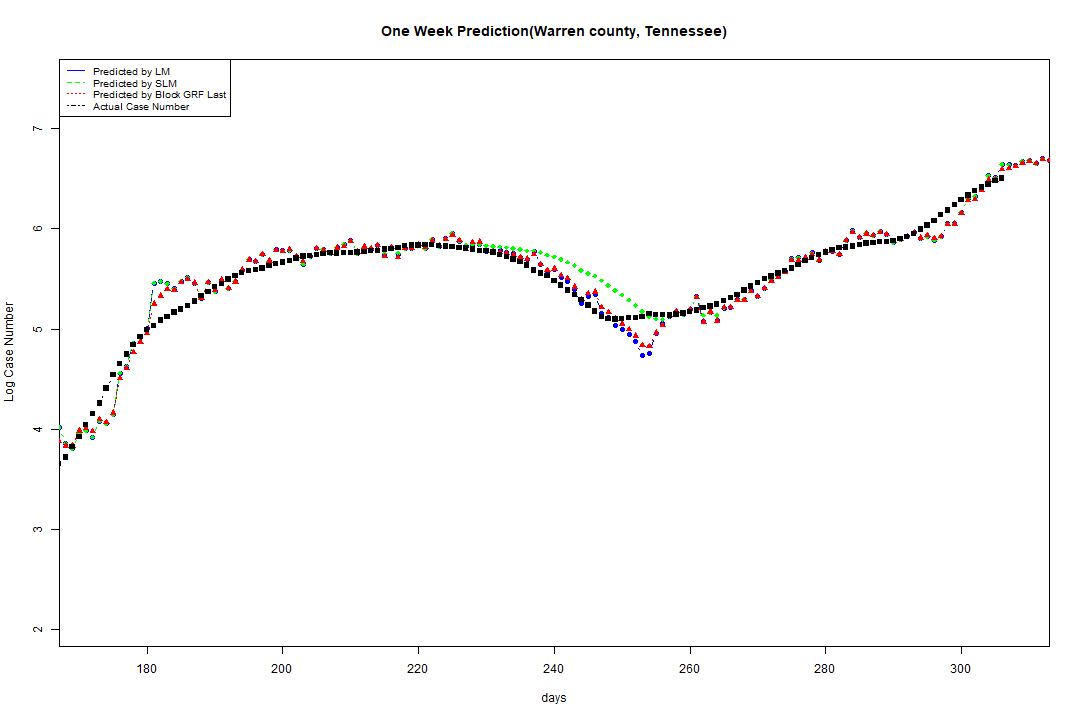 One Week Prediction(Warren county, Tennessee)
Predicted by LM
Predicted by SLM
Predicted by Block GRF Last
Actual Case Number
7
6
5
4
3
2
Log Case Number
180 200 220 240 260 280 300
days